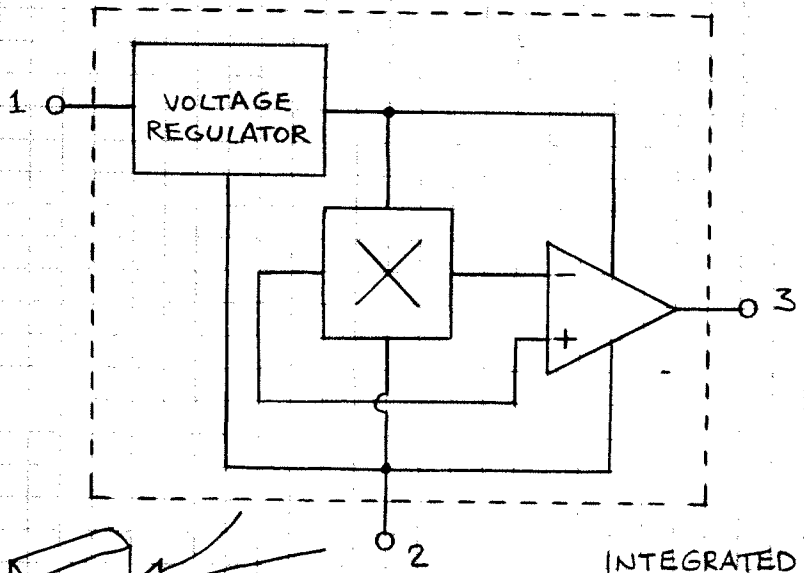 1
VOLTAGE
REGULATOR
−
+
3
2
INTEGRATED